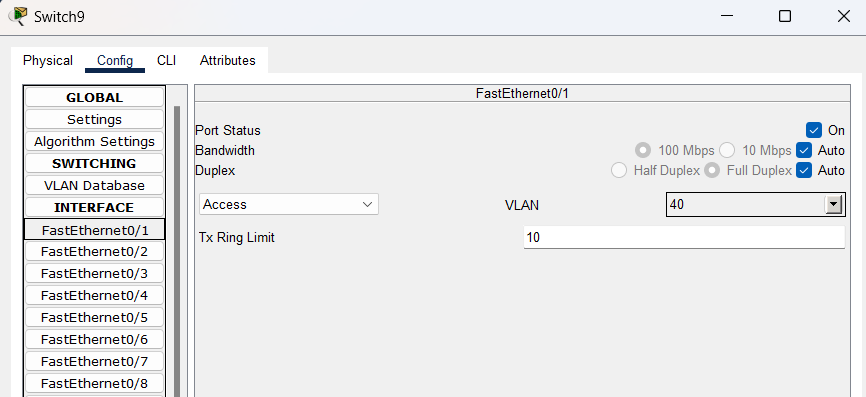 Switch9
Physical Config CLI Attributes
GLOBAL
Settings
Algorithm Settings
SWITCHING
VLAN Database
INTERFACE
FastEthernet0/1
FastEthernet0/2
FastEthernet0/3
FastEthernet0/4
FastEthernet0/5
FastEthernet0/6
FastEthernet0/7
FastEthernet0/8
FastEthernet0/1
Port Status On
Bandwidth 100 Mbps 10 Mbps Auto
Duplex Half Duplex Full Duplex Auto
Access VLAN 40
Tx Ring Limit 10